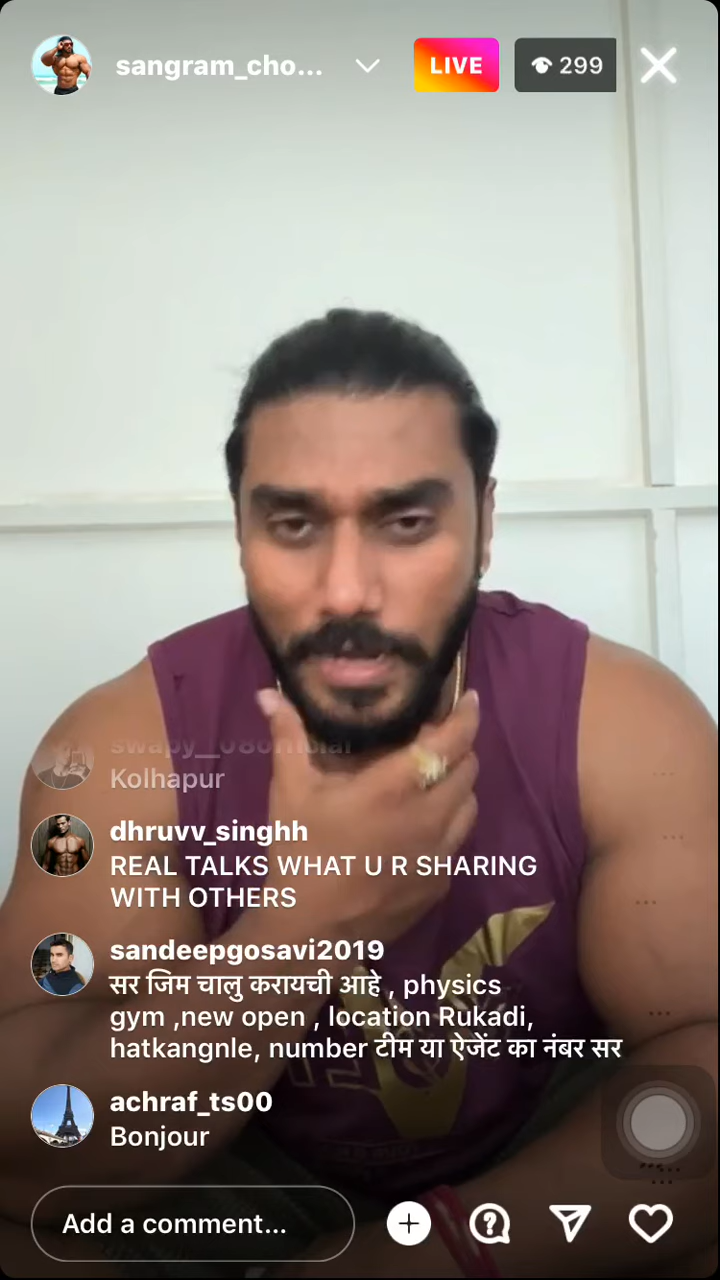 sangram_cho...
LIVE
299
Kolhapur
dhruvv_singhh
REAL TALKS WHAT U R SHARING
WITH OTHERS
sandeepgosavi2019
सर जिम चालु करायची आहे , physics
gym ,new open , location Rukadi,
hatkangnle, number टीम या ऐजेंट का नंबर सर
achraf_ts00
Bonjour
Add a comment...